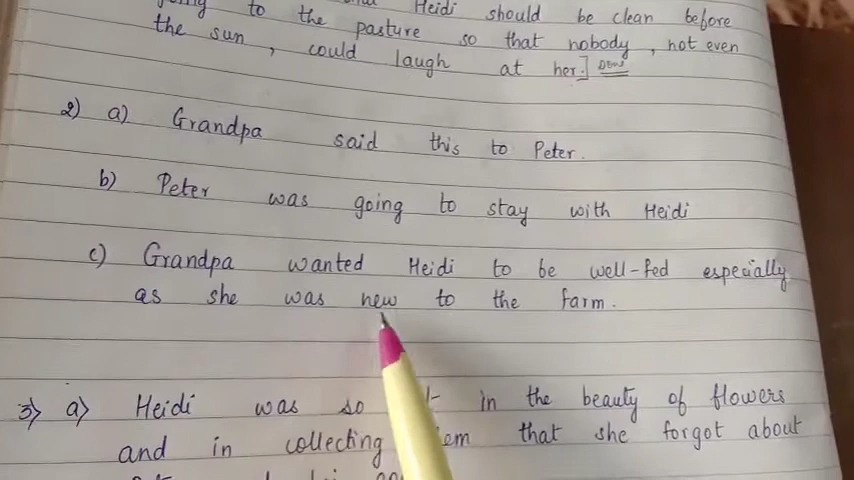 to the pasture Heidi should be clean before
the sun, could laugh so that nobody, not even
at her.]
2) a) Grandpa said this to Peter.
b) Peter was going to stay with Heidi
c) Grandpa wanted Heidi to be well-fed especially
as she was new to the farm.
3) a) Heidi was so in the beauty of flowers
and in collecting that she forgot about